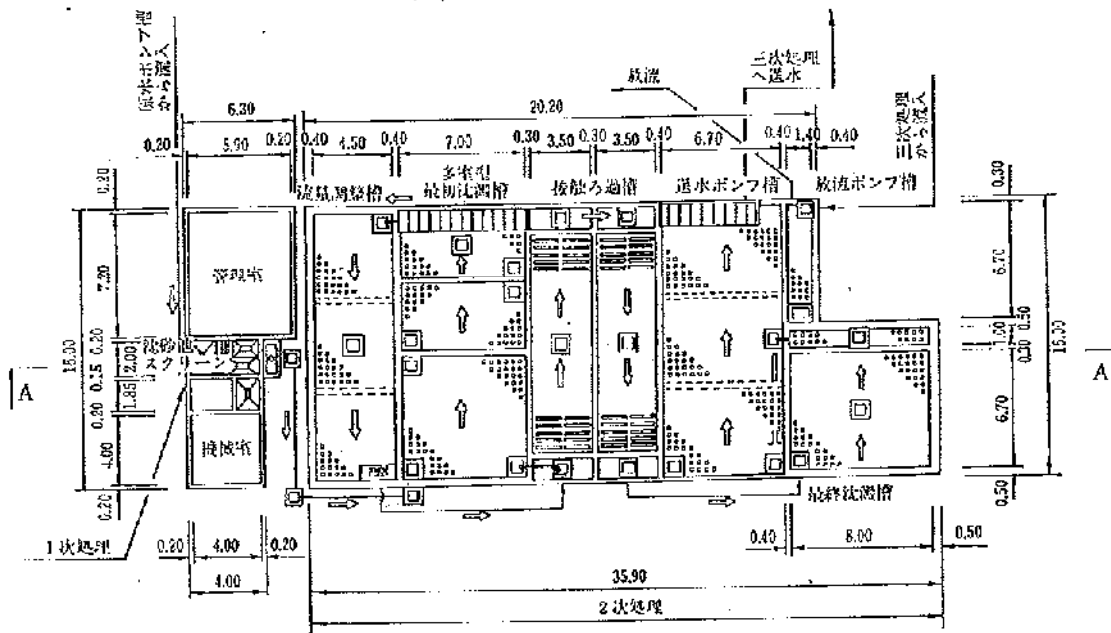 原水ポンプ槽
から流入
放流
三次処理
へ送水
三次処理
から流入
6.30
20.20
0.20
5.90
0.20
0.40
4.50
0.40
7.00
0.30
3.50
0.30
3.50
0.40
6.70
0.40
1.40
0.40
流量調整槽
多室型
最初沈澱槽
接触ろ過槽
送水ポンプ槽
放流ポンプ槽
0.20
7.20
0.20
2.00
0.15
1.85
0.20
4.00
0.20
管理室
沈砂池
スクリーン
機械室
0.30
6.70
0.50
1.00
6.70
0.50
15.00
A
A
最終沈澱槽
1次処理
0.20
4.00
0.20
4.00
0.40
8.00
0.50
35.90
2次処理